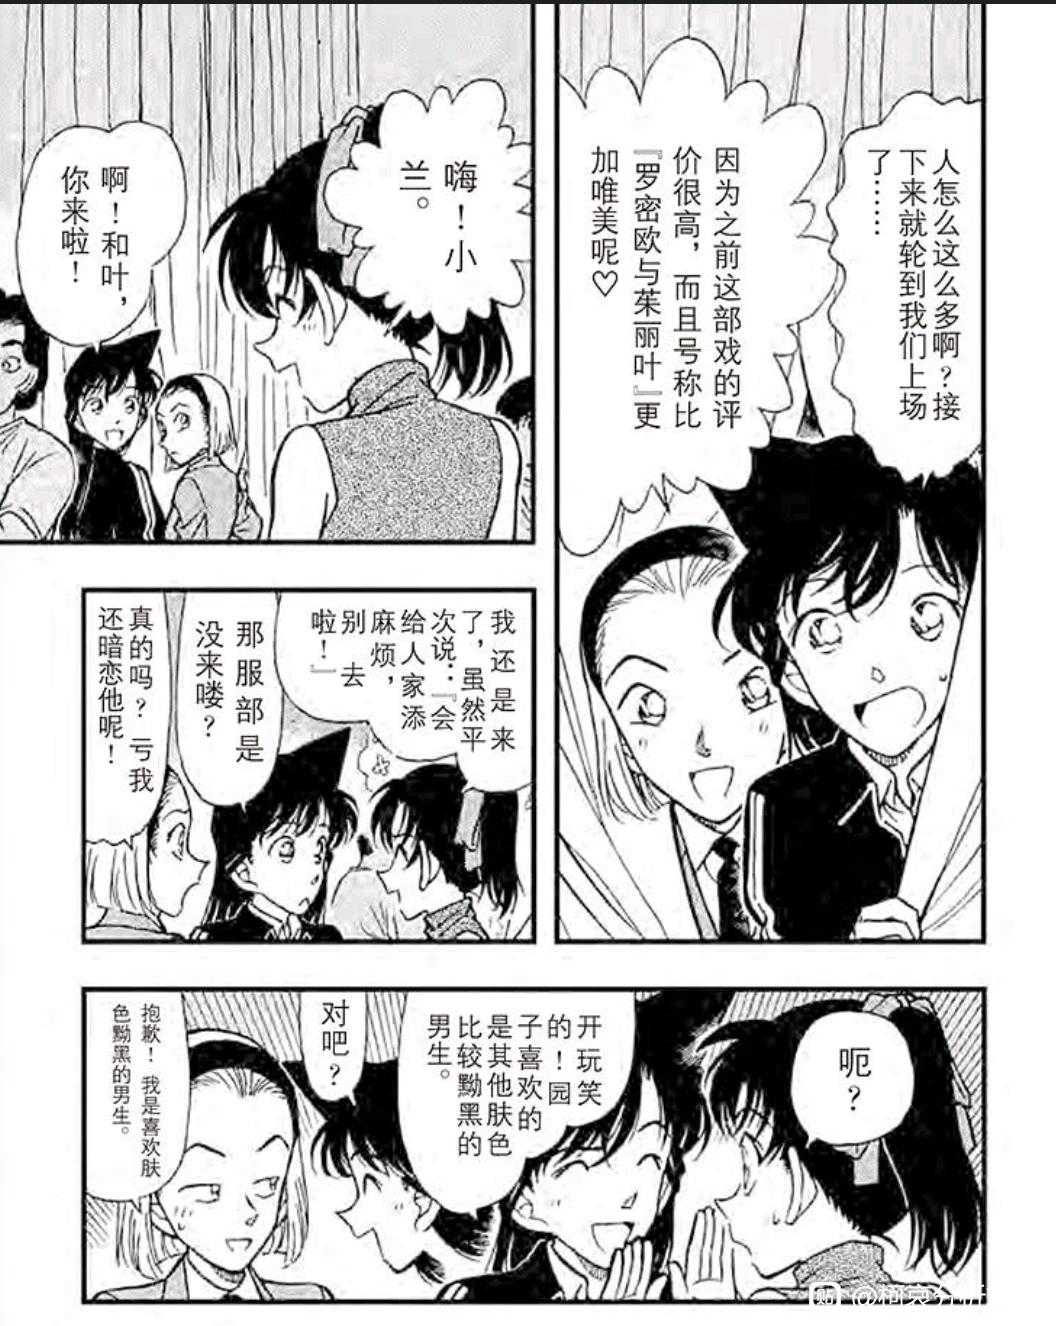 人怎么这么多啊？接
下来就轮到我们上场
了……
因为之前这部戏的评
价很高，而且号称比
『罗密欧与茱丽叶』更
加唯美呢♡
嗨！小
兰。
啊！和叶，
你来啦！
我还是来
了，虽然平
次说：『会
给人家添
麻烦，
别去
啦！』
那服部是
没来喽？
真的吗？亏我
还暗恋他呢！
呃？
开玩笑
的！园
子喜欢的
是其他肤色
比较黝黑的
男生。
对吧？
抱歉！我是喜欢肤
色黝黑的男生。
贴 @柯哀分析